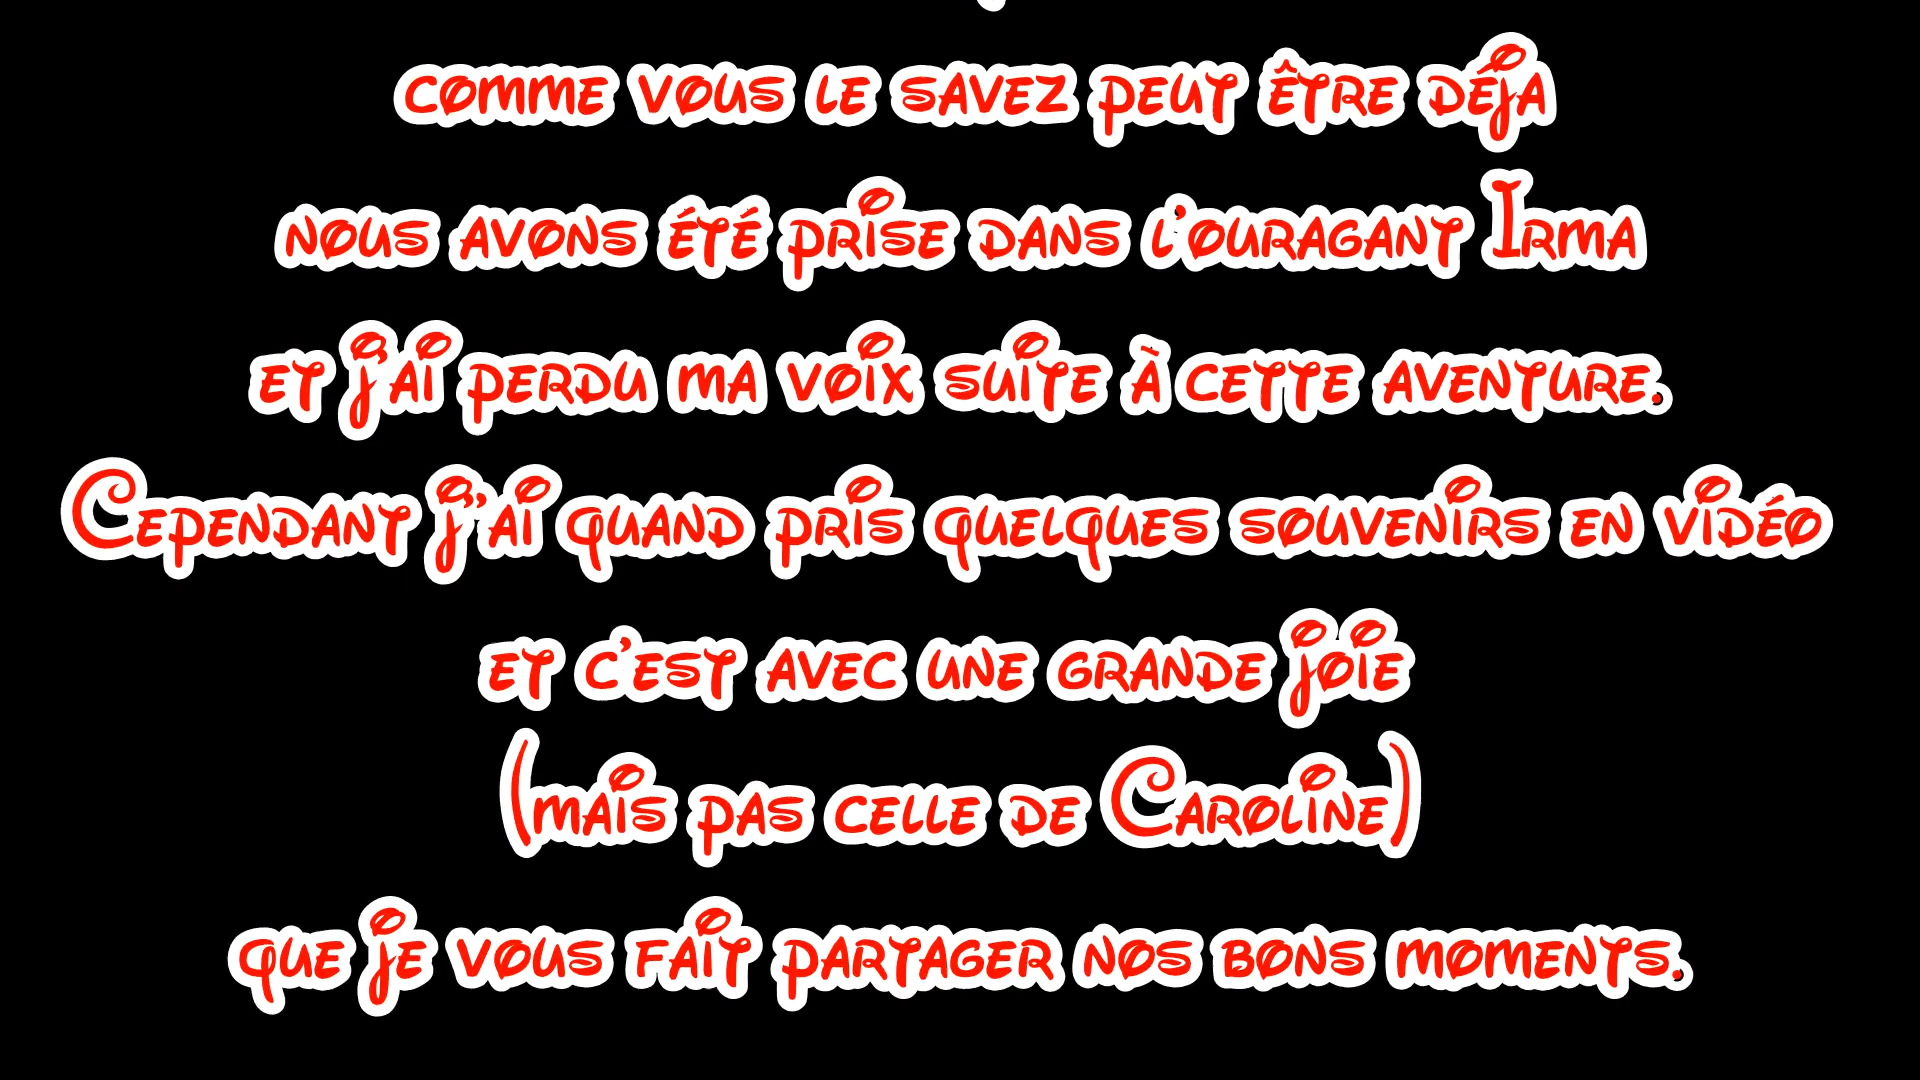 comme vous le savez peut être déja
nous avons été prise dans l'ouragant Irma
et j'ai perdu ma voix suite à cette aventure.
Cependant j''ai quand pris quelques souvenirs en vidéo
et c'est avec une grande joie
(mais pas celle de Caroline)
que je vous fait partager nos bons moments.